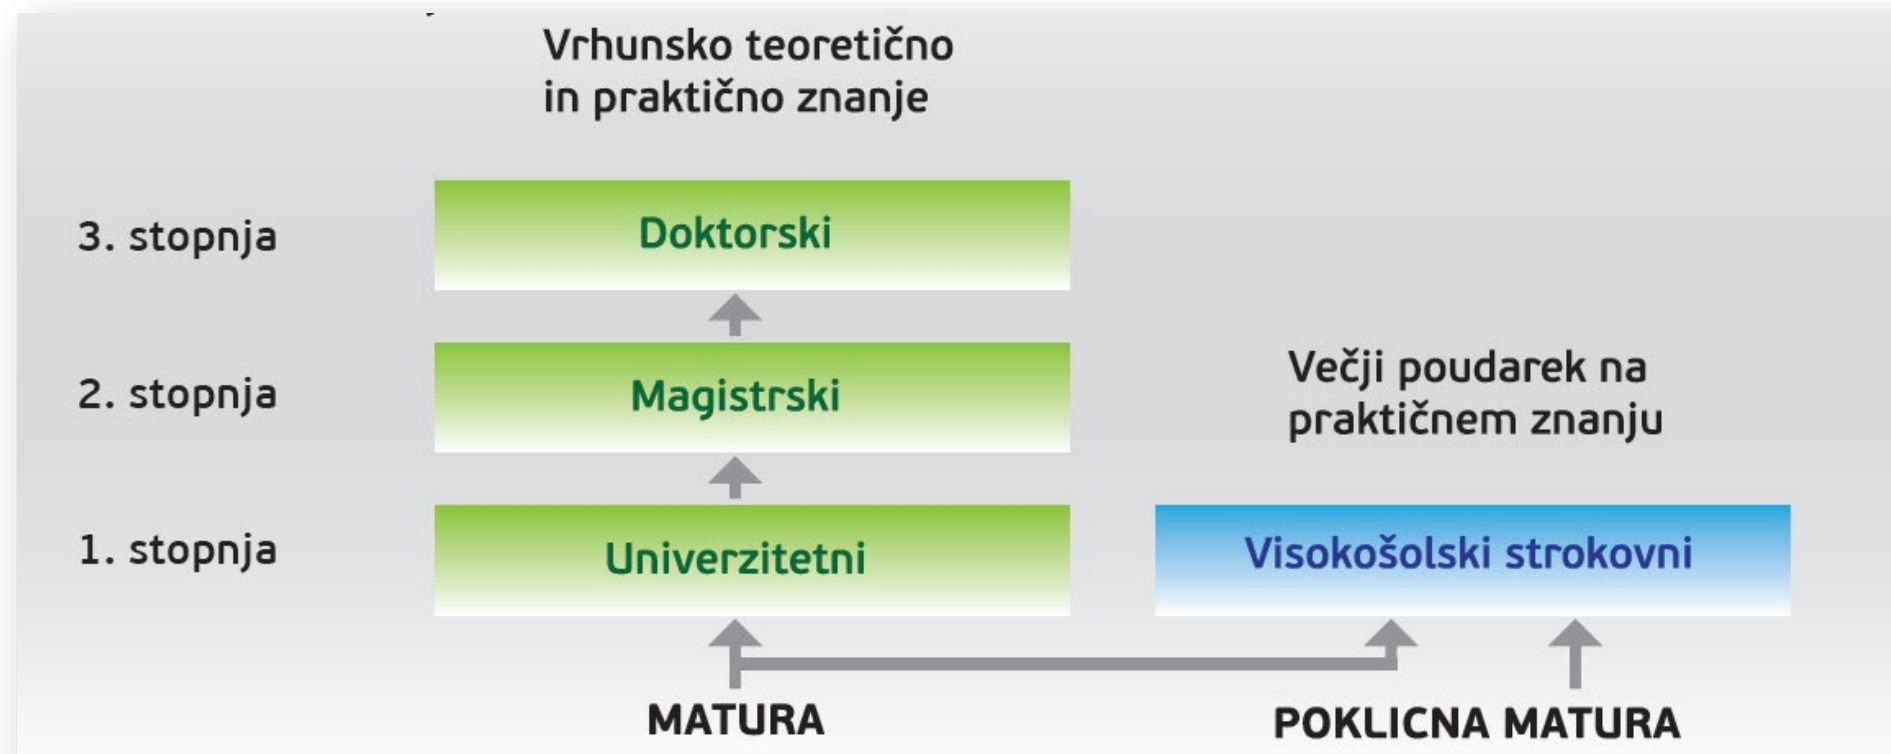 Vrhunsko teoretično
in praktično znanje
3. stopnja
Doktorski
2. stopnja
Magistrski
Večji poudarek na
praktičnem znanju
1. stopnja
Univerzitetni
Visokošolski strokovni
MATURA
POKLICNA MATURA